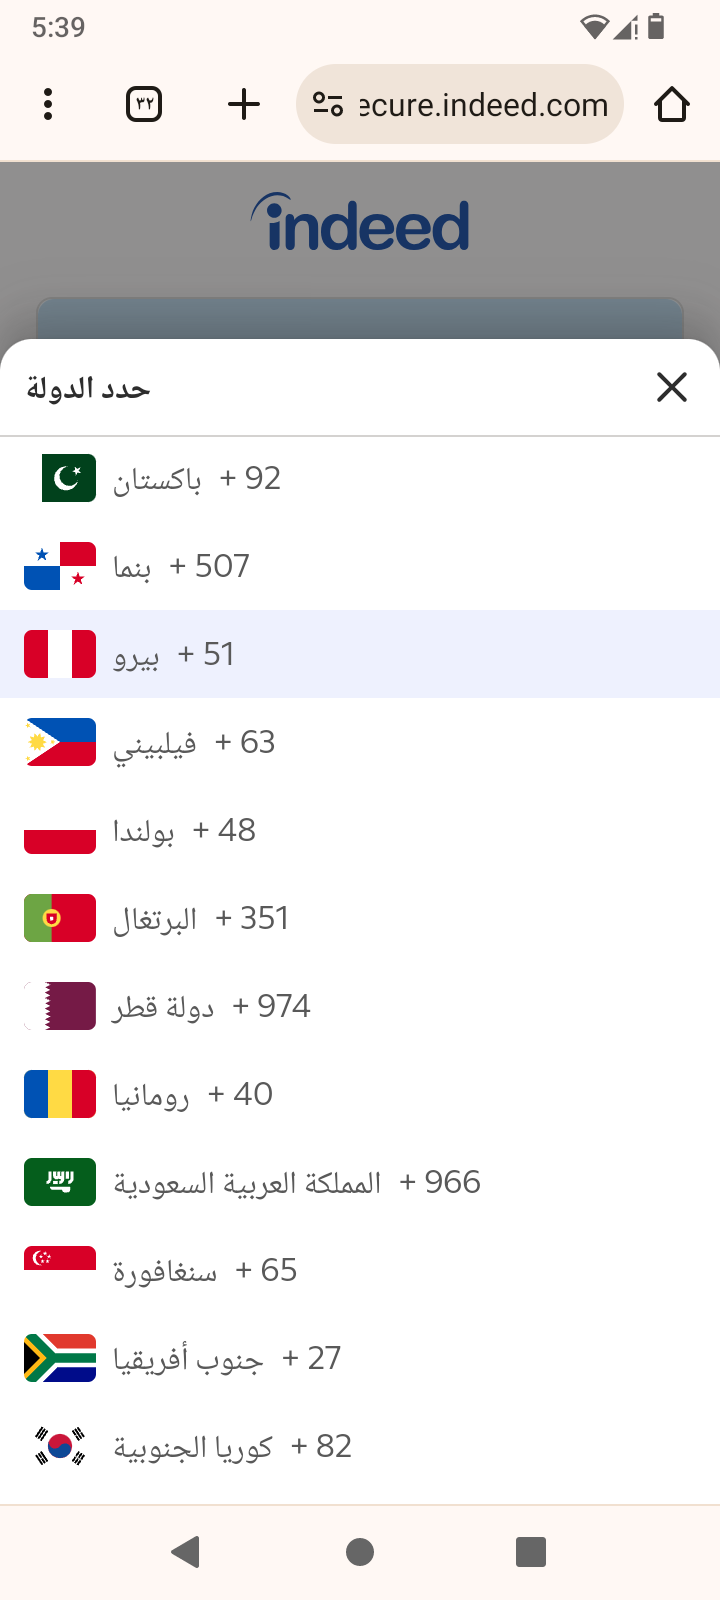 5:39
٣٢
ecure.indeed.com
indeed
حدد الدولة
باكستان + 92
بنما + 507
بيرو + 51
فيلبيني + 63
بولندا + 48
البرتغال + 351
دولة قطر + 974
رومانيا + 40
المملكة العربية السعودية + 966
سنغافورة + 65
جنوب أفريقيا + 27
كوريا الجنوبية + 82